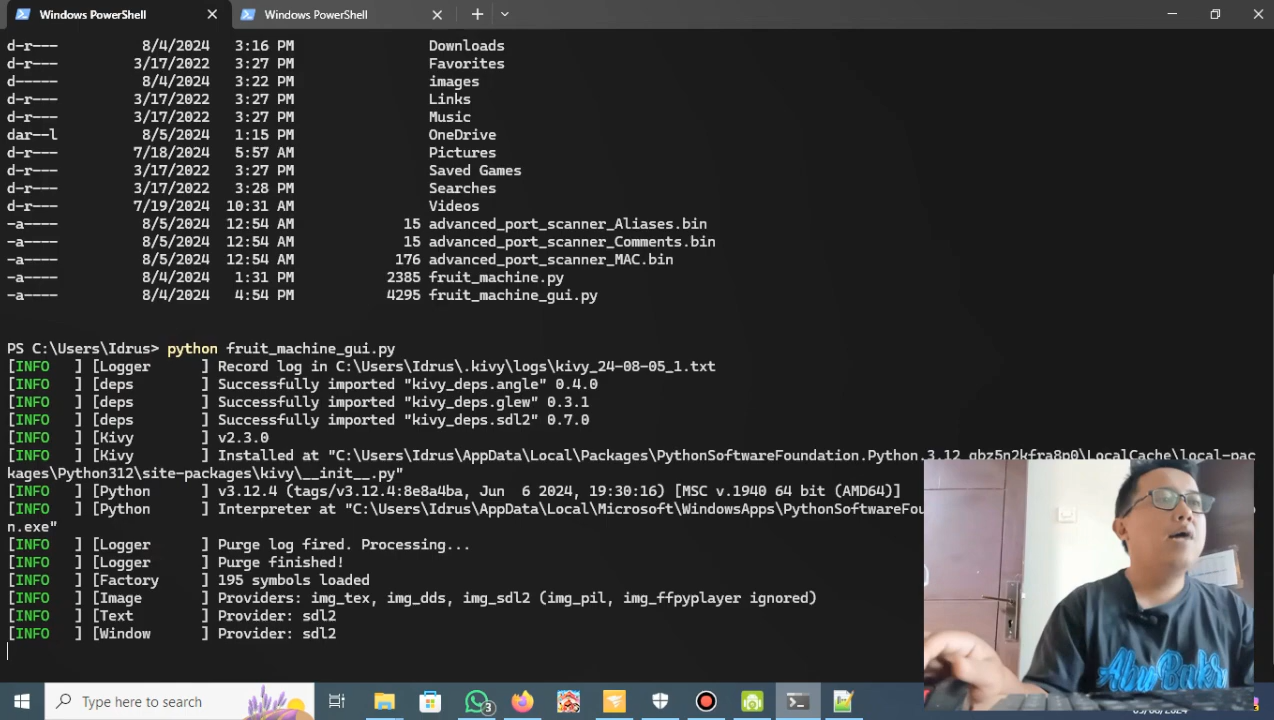 Windows PowerShell
Windows PowerShell
d-r--- 8/4/2024 3:16 PM Downloads
d-r--- 3/17/2022 3:27 PM Favorites
d----- 8/4/2024 3:22 PM images
d-r--- 3/17/2022 3:27 PM Links
d-r--- 3/17/2022 3:27 PM Music
dar--l 8/5/2024 1:15 PM OneDrive
d-r--- 7/18/2024 5:57 AM Pictures
d-r--- 3/17/2022 3:27 PM Saved Games
d-r--- 3/17/2022 3:28 PM Searches
d-r--- 7/19/2024 10:31 AM Videos
-a---- 8/5/2024 12:54 AM 15 advanced_port_scanner_Aliases.bin
-a---- 8/5/2024 12:54 AM 15 advanced_port_scanner_Comments.bin
-a---- 8/5/2024 12:54 AM 176 advanced_port_scanner_MAC.bin
-a---- 8/4/2024 1:31 PM 2385 fruit_machine.py
-a---- 8/4/2024 4:54 PM 4295 fruit_machine_gui.py
PS C:\Users\Idrus> python fruit_machine_gui.py
[INFO ] [Logger ] Record log in C:\Users\Idrus\.kivy\logs\kivy_24-08-05_1.txt
[INFO ] [deps ] Successfully imported "kivy_deps.angle" 0.4.0
[INFO ] [deps ] Successfully imported "kivy_deps.glew" 0.3.1
[INFO ] [deps ] Successfully imported "kivy_deps.sdl2" 0.7.0
[INFO ] [Kivy ] v2.3.0
[INFO ] [Kivy ] Installed at "C:\Users\Idrus\AppData\Local\Packages\PythonSoftwareFoundation.Python.3.12_qbz5n2kfra8p0\LocalCache\local-pac
kages\Python312\site-packages\kivy\__init__.py"
[INFO ] [Python ] v3.12.4 (tags/v3.12.4:8e8a4ba, Jun 6 2024, 19:30:16) [MSC v.1940 64 bit (AMD64)]
[INFO ] [Python ] Interpreter at "C:\Users\Idrus\AppData\Local\Microsoft\WindowsApps\PythonSoftwareFou
n.exe"
[INFO ] [Logger ] Purge log fired. Processing...
[INFO ] [Logger ] Purge finished!
[INFO ] [Factory ] 195 symbols loaded
[INFO ] [Image ] Providers: img_tex, img_dds, img_sdl2 (img_pil, img_ffpyplayer ignored)
[INFO ] [Text ] Provider: sdl2
[INFO ] [Window ] Provider: sdl2
Abu Bakr
Type here to search
3